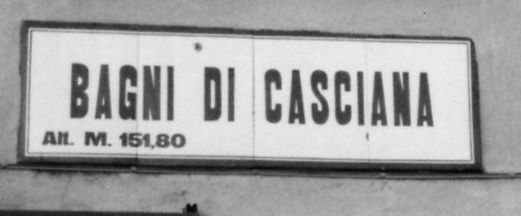 BAGNI DI CASCIANA
Alt. M. 151,80
M